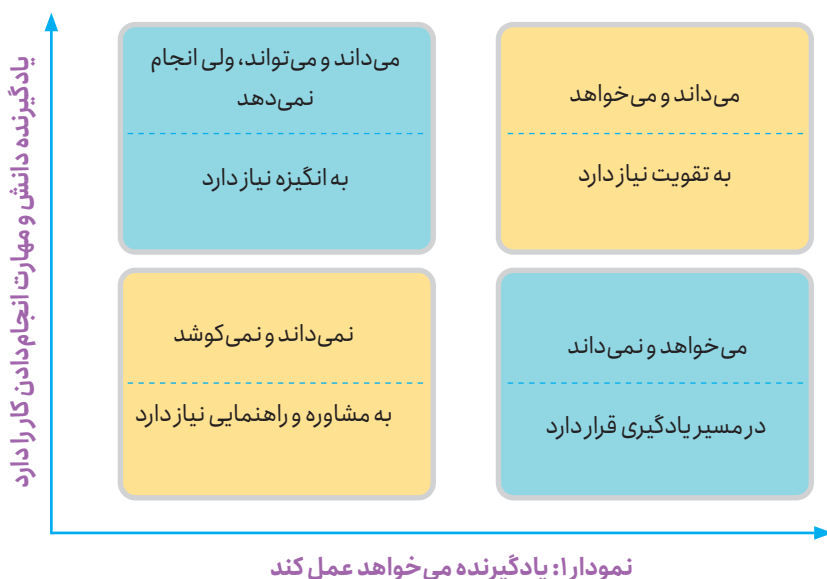 یادگیرنده دانش و مهارت انجام‌دادن کار را دارد
می‌داند و می‌خواهد
به تقویت نیاز دارد
می‌داند و می‌تواند، ولی انجام
نمی‌دهد
به انگیزه نیاز دارد
می‌خواهد و نمی‌داند
در مسیر یادگیری قرار دارد
نمی‌داند و نمی‌کوشد
به مشاوره و راهنمایی نیاز دارد
نمودار ۱: یادگیرنده می‌خواهد عمل کند